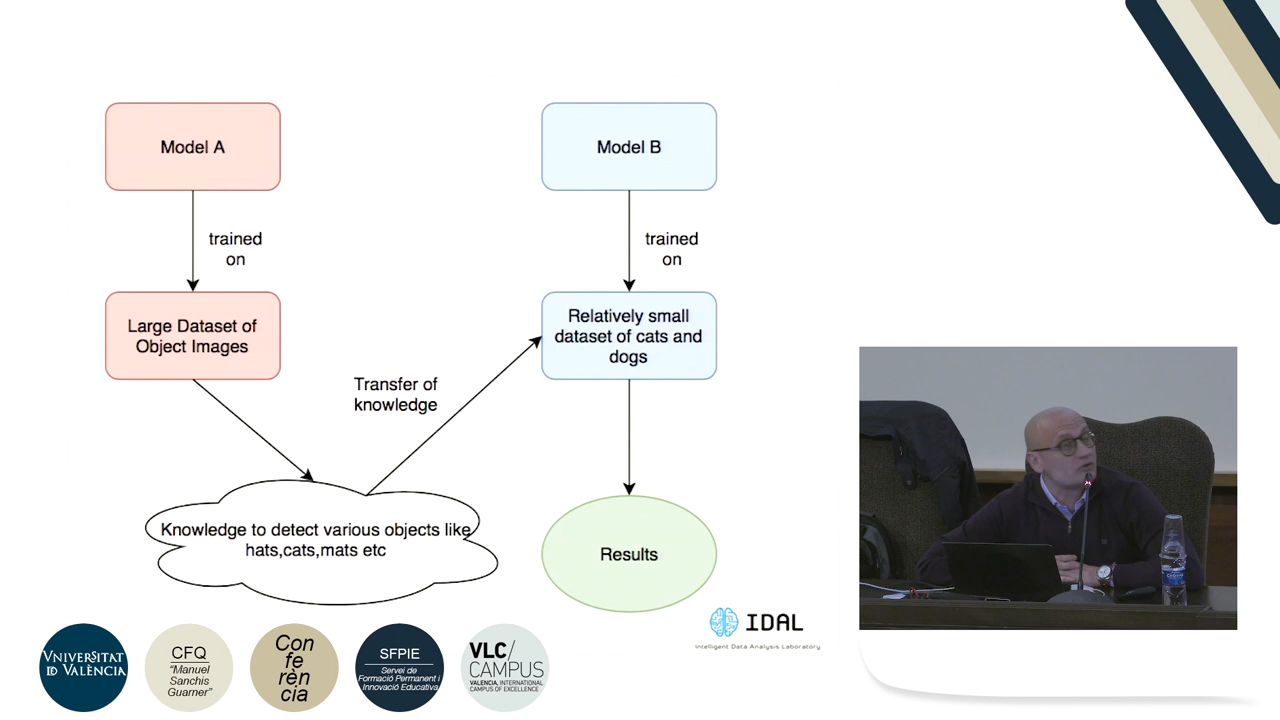 Model A
Model B
trained
on
trained
on
Large Dataset of
Object Images
Relatively small
dataset of cats and
dogs
Transfer of
knowledge
Knowledge to detect various objects like
hats,cats,mats etc
Results
IDAL
Intelligent Data Analysis Laboratory
VNIVERSITAT
ID VALÈNCIA
CFQ
"Manuel
Sanchis
Guarner"
Con
fe
rèn
cia
SFPIE
Servei de
Formació Permanent i
Innovació Educativa
VLC/
CAMPUS
VALENCIA, INTERNATIONAL
CAMPUS OF EXCELLENCE